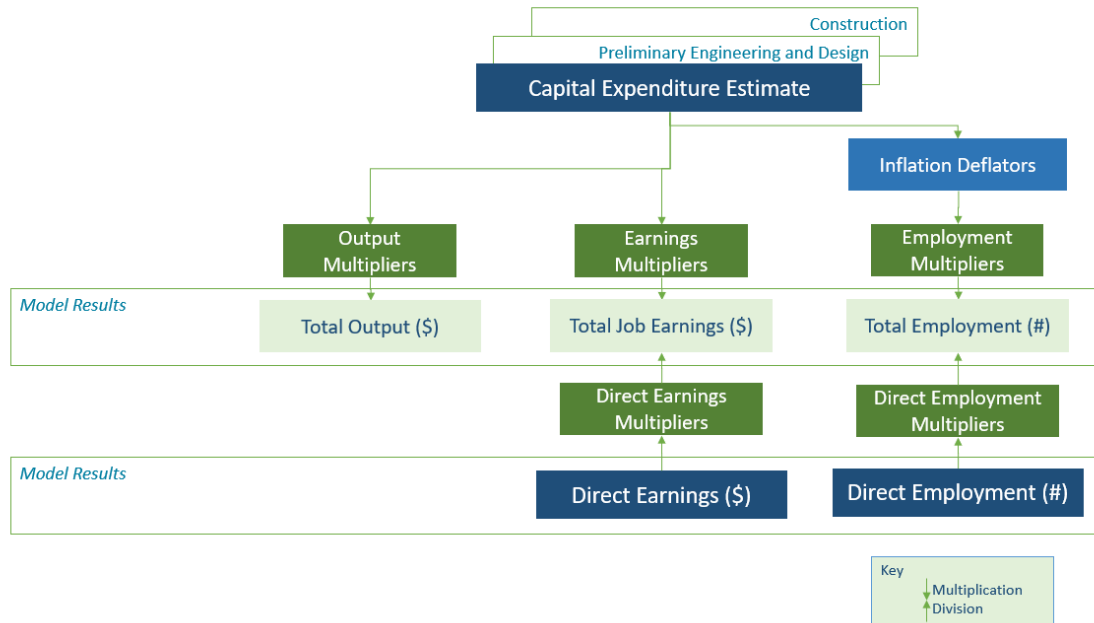 Construction
Preliminary Engineering and Design
Capital Expenditure Estimate
Inflation Deflators
Output
Multipliers
Earnings
Multipliers
Employment
Multipliers
Model Results
Total Output ($)
Total Job Earnings ($)
Total Employment (#)
Direct Earnings
Multipliers
Direct Employment
Multipliers
Model Results
Direct Earnings ($)
Direct Employment (#)
Key
Multiplication
Division